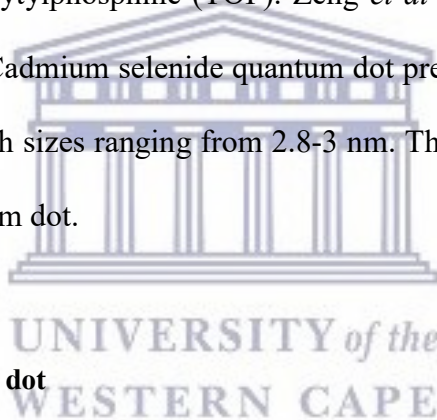 ytylphosphine (TOP). Zeng et al
Cadmium selenide quantum dot pre
h sizes ranging from 2.8-3 nm. Th
m dot.
UNIVERSITY of the
dot
WESTERN CAPE